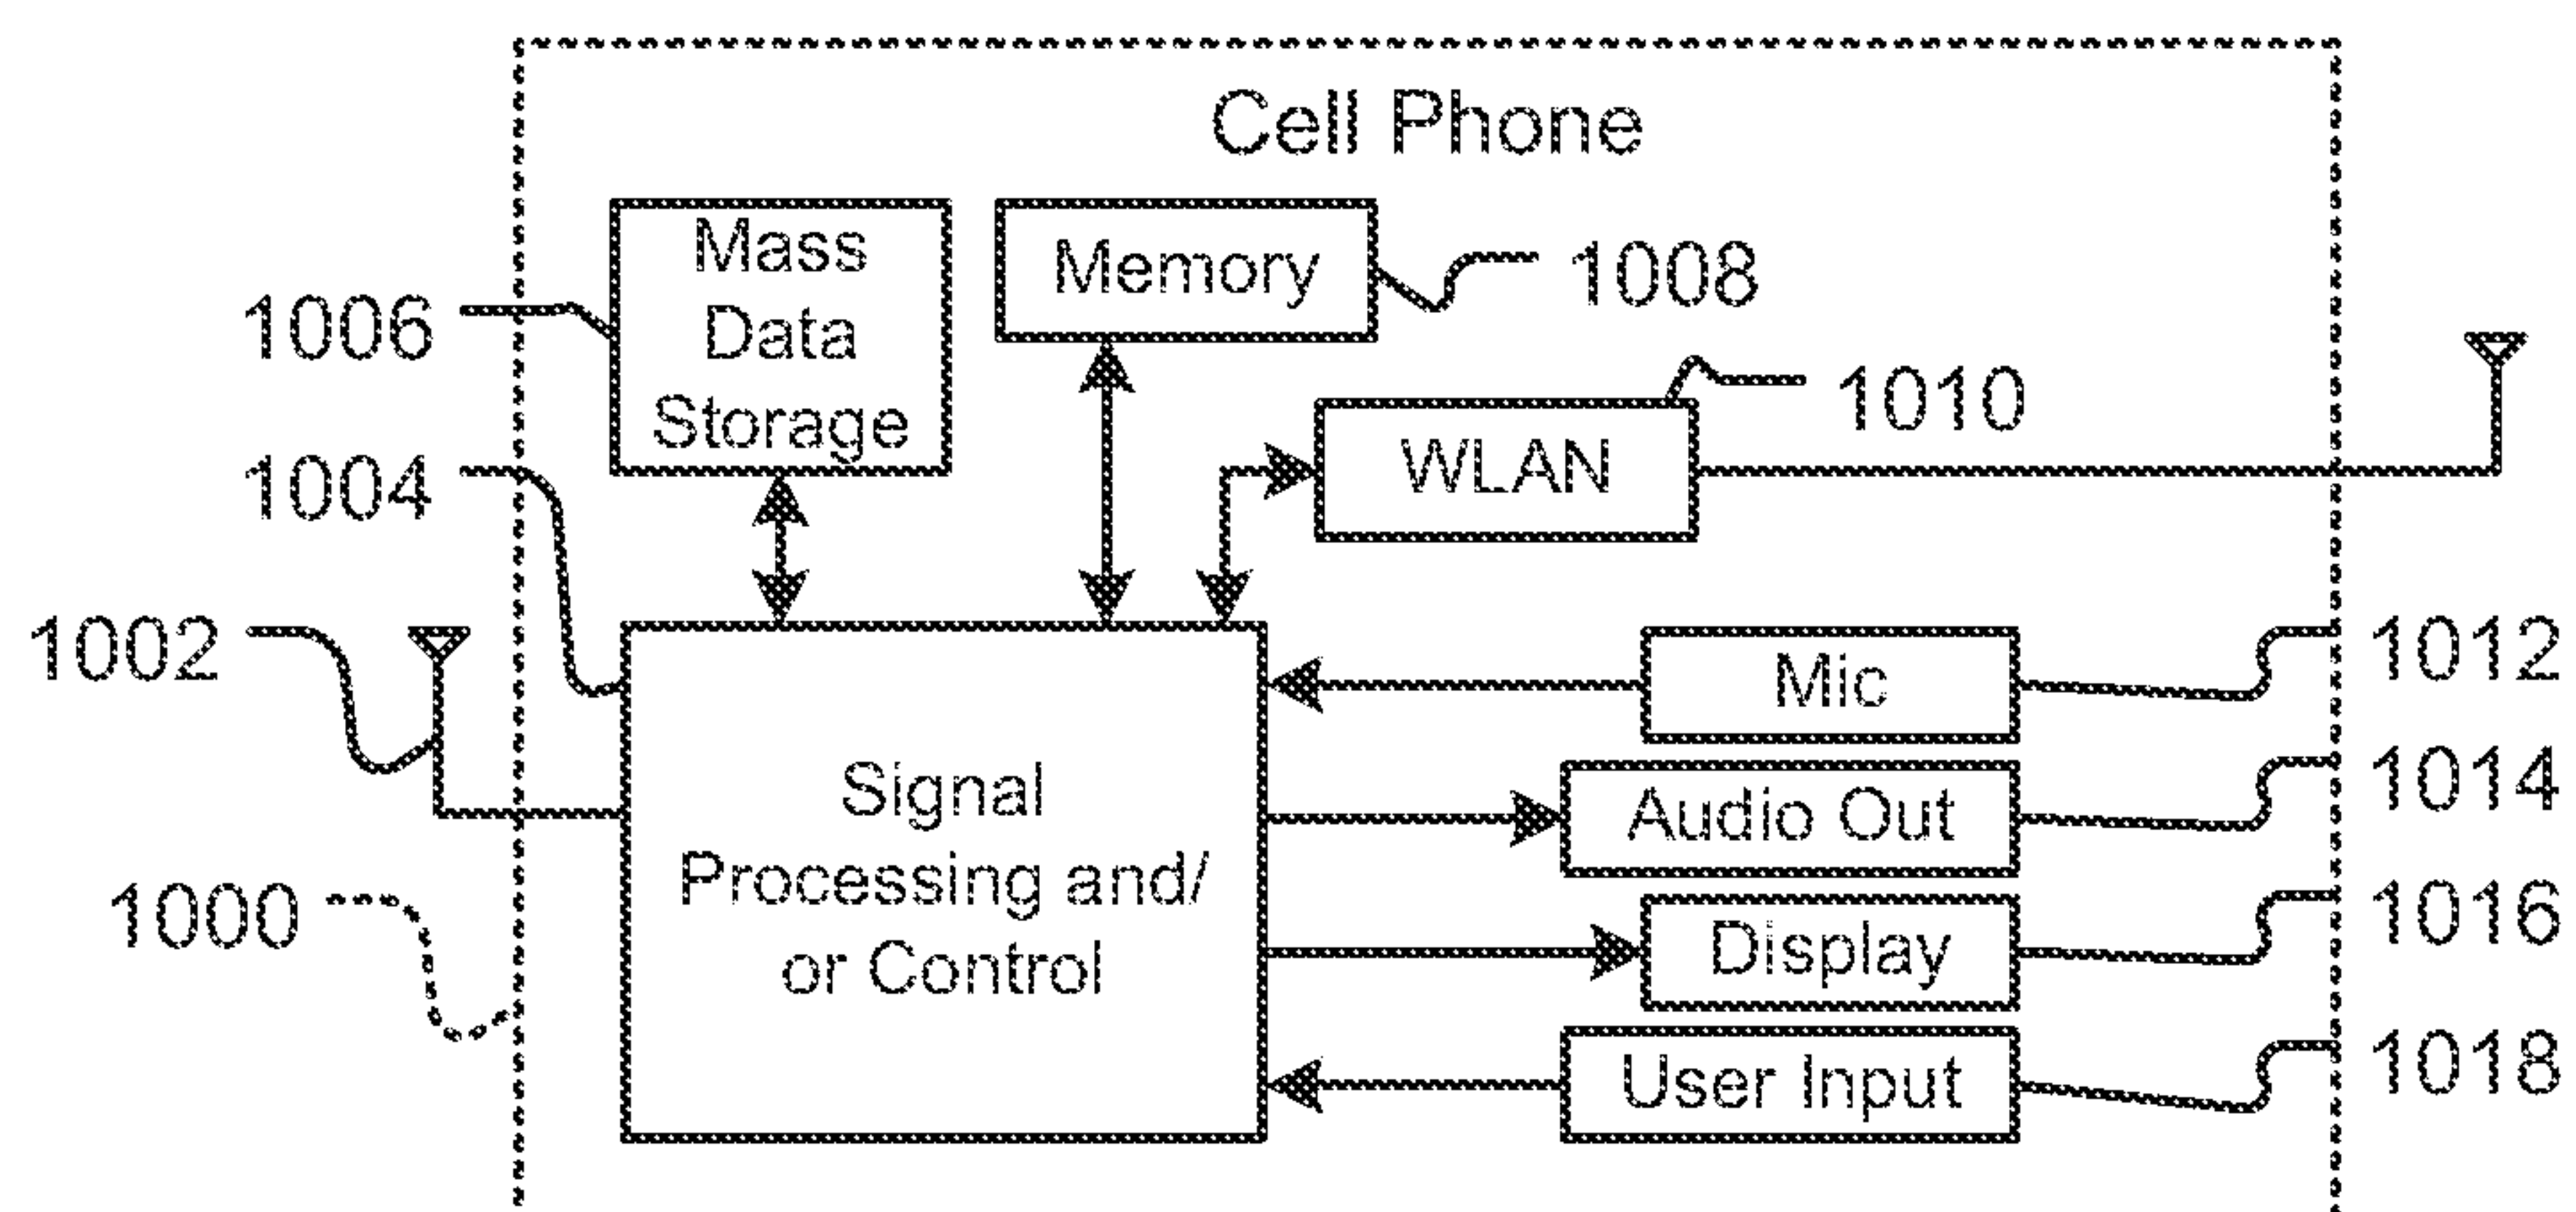 Cell Phone
Mass
Data
Storage
Memory
1008
1006
1010
WLAN
1004
1002
Mic
1012
Signal
Processing and/
or Control
Audio Out
1014
1000
Display
1016
User Input
1018